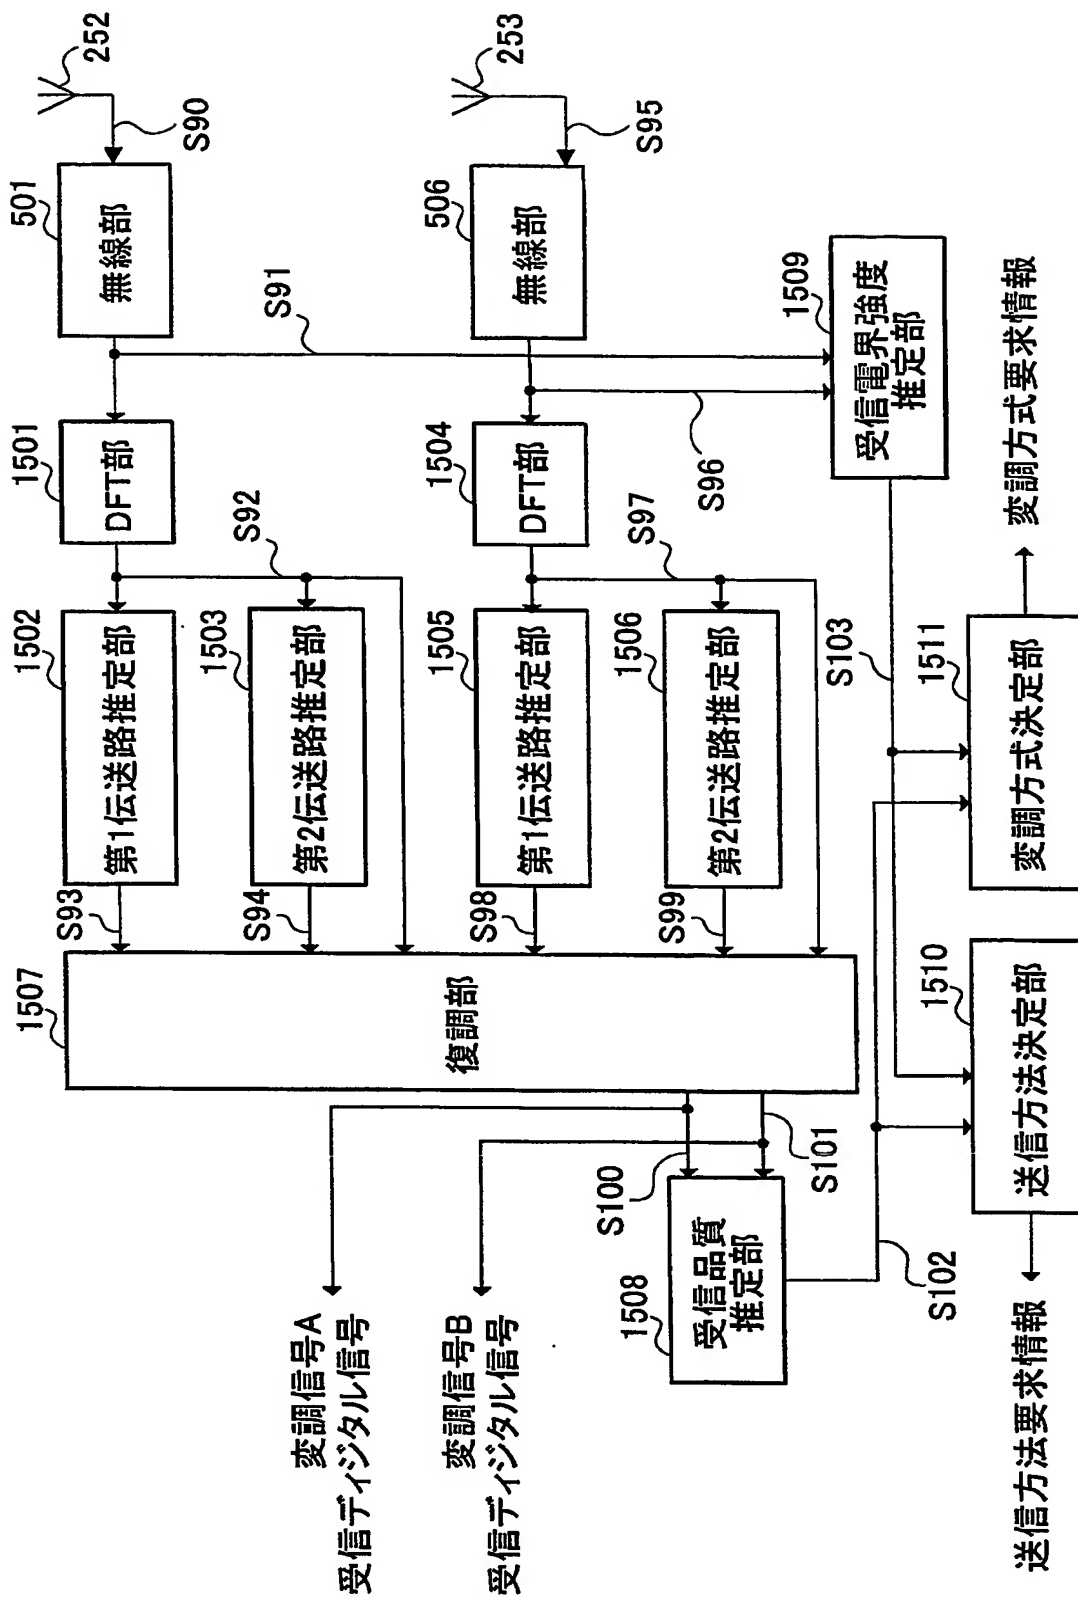 252
S90
501
無線部
S91
1501
DFT部
S92
1502
第1伝送路推定部
1503
第2伝送路推定部
S93
S94
253
S95
506
無線部
S96
1504
DFT部
S97
1505
第1伝送路推定部
1506
第2伝送路推定部
S98
S99
1507
復調部
1509
受信電界強度
推定部
S103
S100
S101
1508
受信品質
推定部
S102
変調信号A
受信ディジタル信号
変調信号B
受信ディジタル信号
1511
変調方式決定部
変調方式要求情報
1510
送信方法決定部
送信方法要求情報